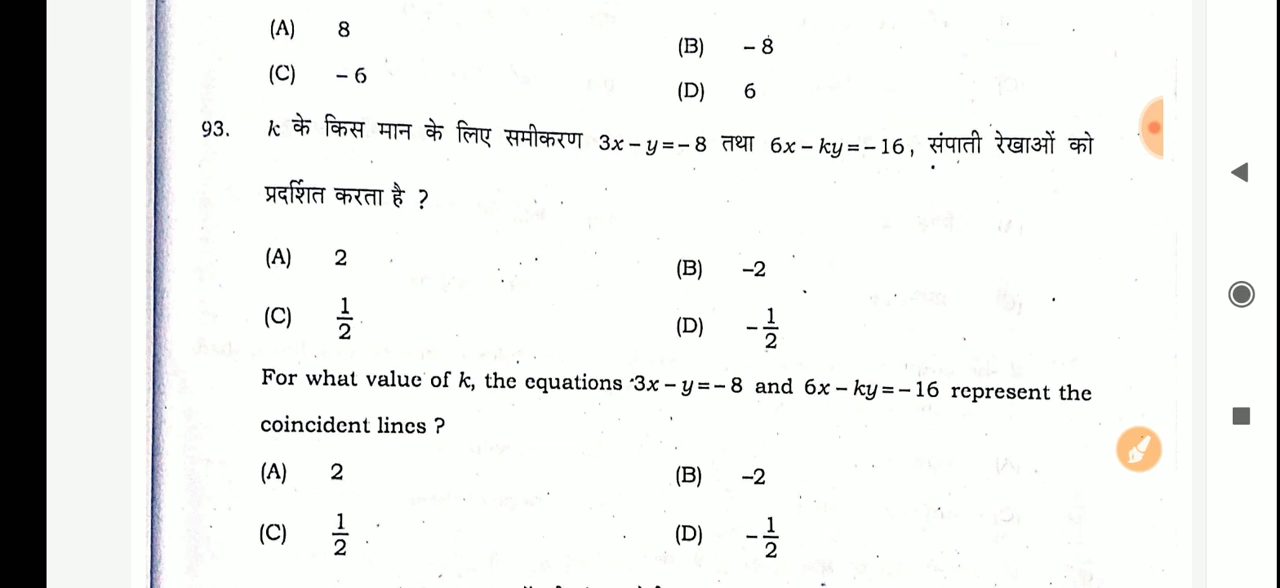 (A) 8
(B) - 8
(C) - 6
(D) 6
93. k के किस मान के लिए समीकरण 3x - y = - 8 तथा 6x - ky = - 16, संपाती रेखाओं को
प्रदर्शित करता है ?
(A) 2
(B) -2
(C) 1/2
(D) - 1/2
For what value of k, the equations 3x - y = - 8 and 6x - ky = - 16 represent the
coincident lines ?
(A) 2
(B) -2
(C) 1/2
(D) - 1/2